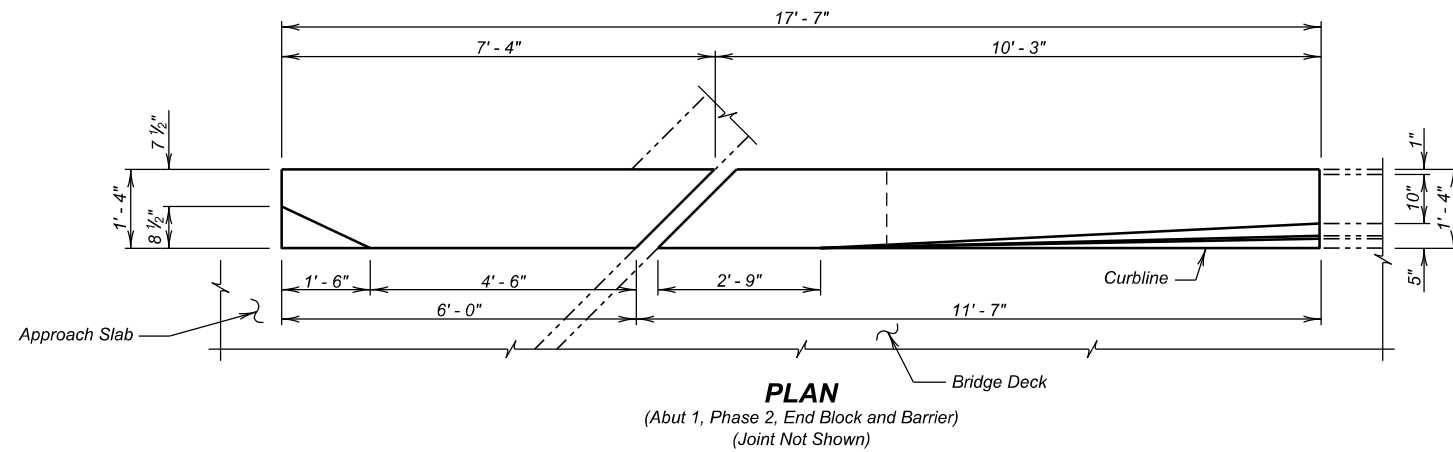 17' - 7"
7' - 4"
10' - 3"
7 ½"
1' - 4"
8 ½"
1"
10"
1' - 4"
5"
1' - 6"
4' - 6"
2' - 9"
Curbline
6' - 0"
11' - 7"
Approach Slab
Bridge Deck
PLAN
(Abut 1, Phase 2, End Block and Barrier)
(Joint Not Shown)